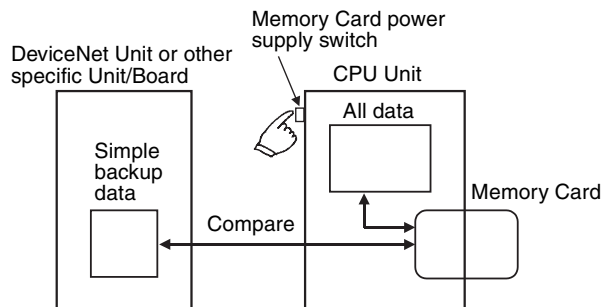 Memory Card power
supply switch
DeviceNet Unit or other
specific Unit/Board
CPU Unit
All data
Simple
backup
data
Memory Card
Compare